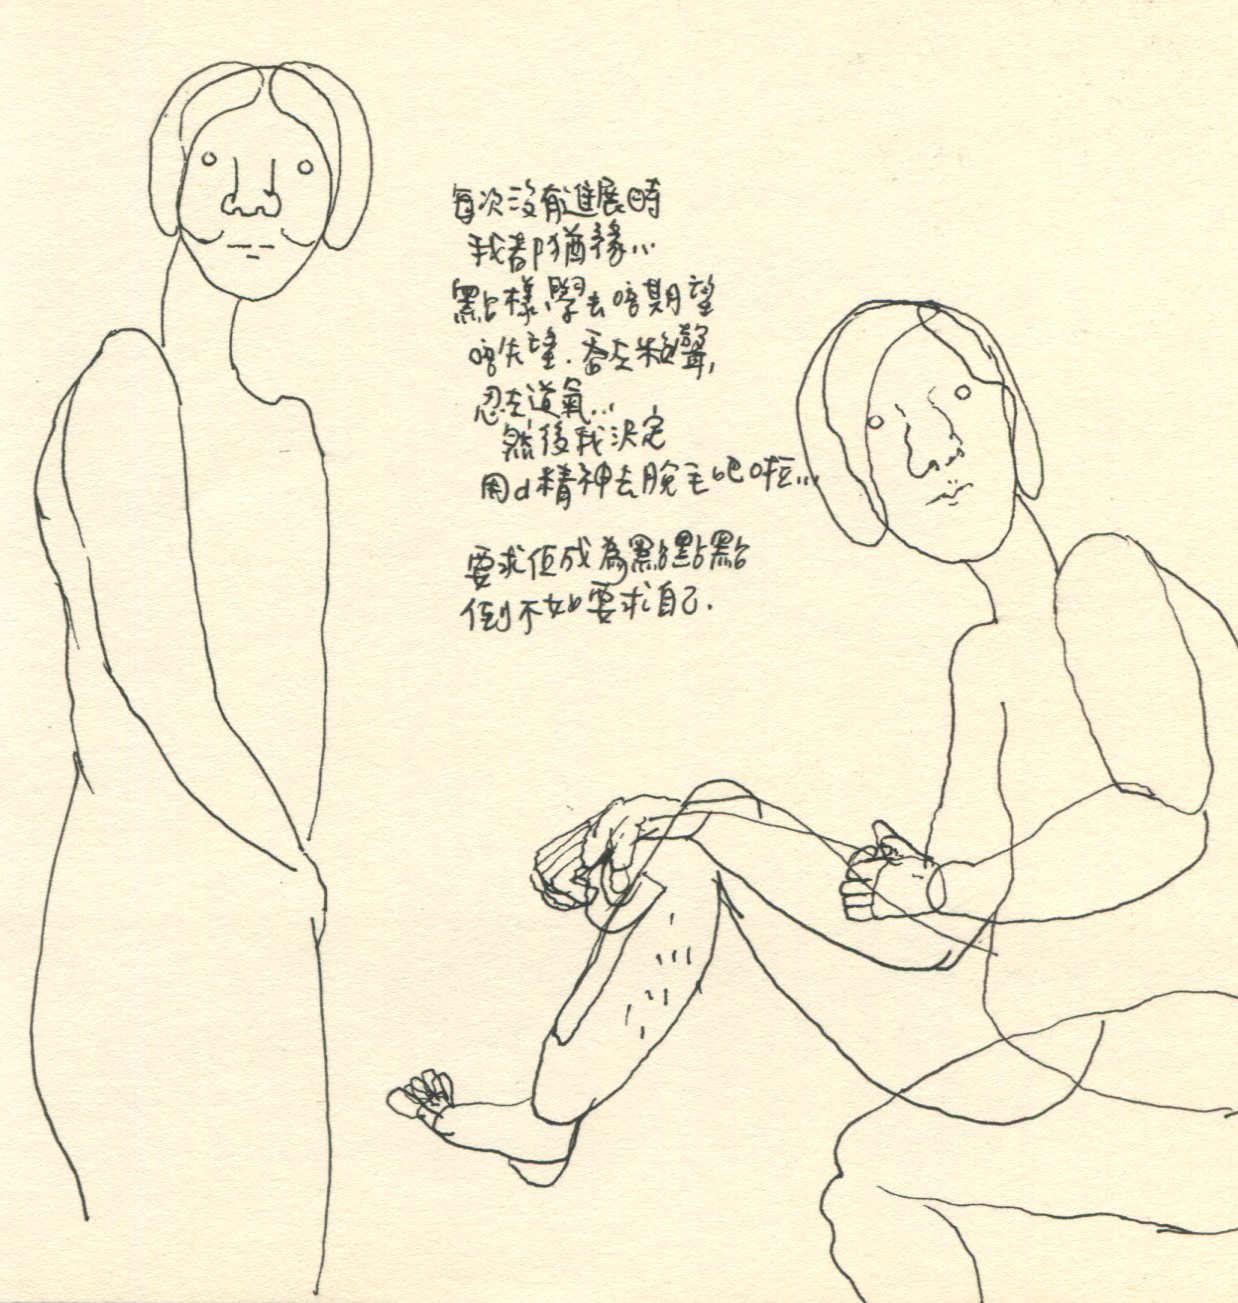 每次沒有進展時
我都猶豫...
點樣學去唔期望
唔失望.吞左粒聲,
忍左道氣...
然後我決定
用d精神去脫毛吧啦...
要求佢成為點點點
倒不如要求自己.